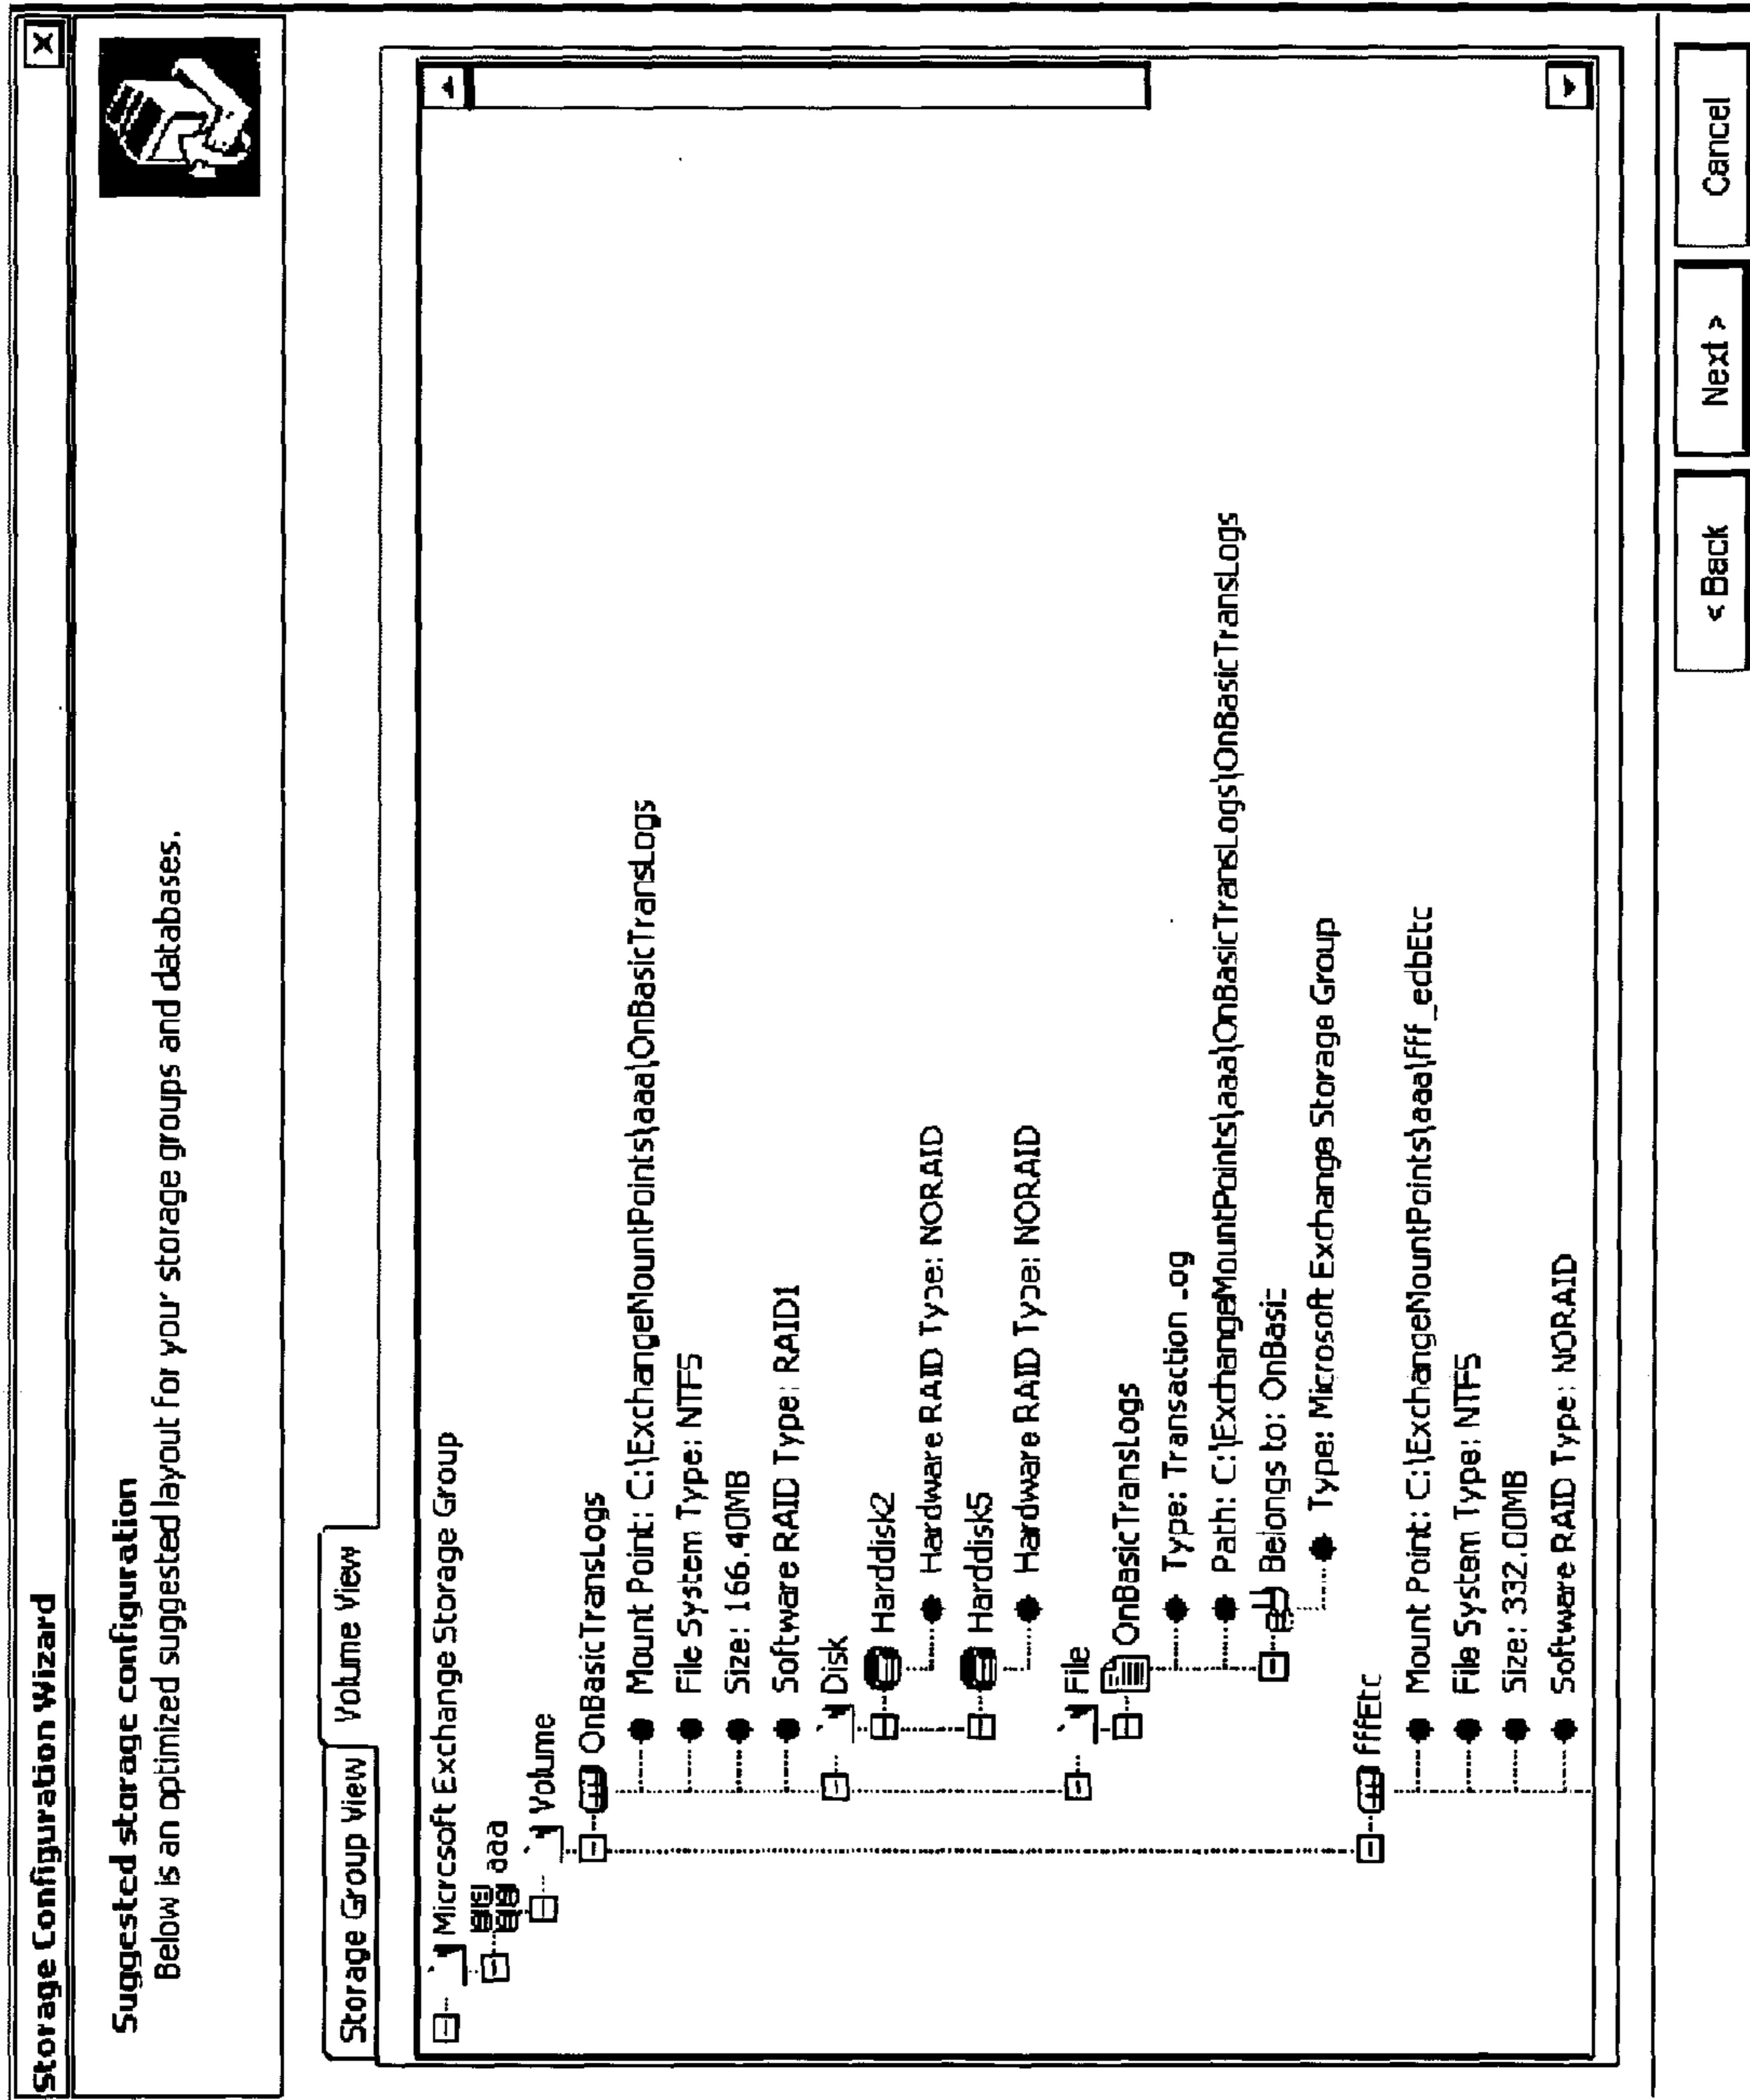 Storage Configuration Wizard
Suggested storage configuration
Below is an optimized suggested layout for your storage groups and databases.
Storage Group View Volume View
Microsoft Exchange Storage Group
aaa
Volume
OnBasicTransLogs
Mount Point: C:\ExchangeMountPoints\aaa\OnBasicTransLogs
File System Type: NTFS
Size: 166.40MB
Software RAID Type: RAID1
Disk
Harddisk2
Hardware RAID Type: NORAID
Harddisk5
Hardware RAID Type: NORAID
File
OnBasicTransLogs
Type: Transaction Log
Path: C:\ExchangeMountPoints\aaa\OnBasicTransLogs\OnBasicTransLogs
Belongs to: OnBasic
Type: Microsoft Exchange Storage Group
fffEtc
Mount Point: C:\ExchangeMountPoints\aaa\fff_edbEtc
File System Type: NTFS
Size: 332.00MB
Software RAID Type: NORAID
< Back Next > Cancel